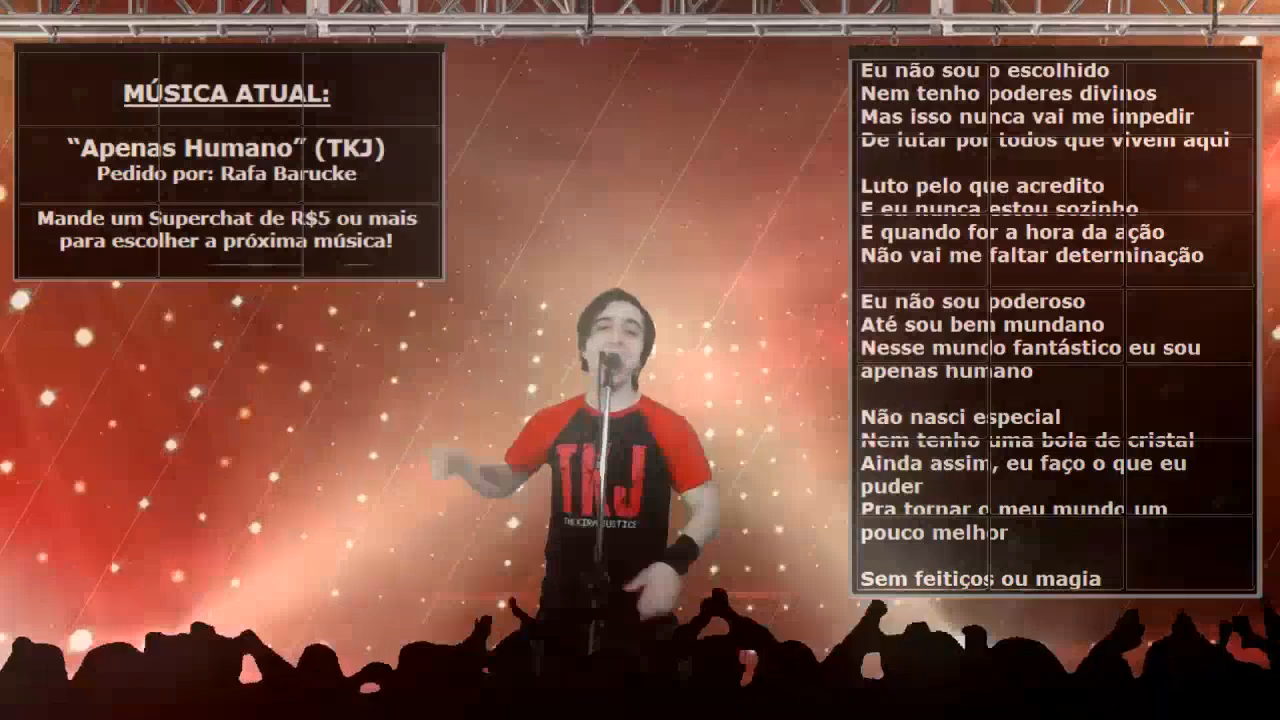 MÚSICA ATUAL:
“Apenas Humano” (TKJ)
Pedido por: Rafa Barucke
Mande um Superchat de R$5 ou mais
para escolher a próxima música!
Eu não sou o escolhido
Nem tenho poderes divinos
Mas isso nunca vai me impedir
De lutar por todos que vivem aqui
Luto pelo que acredito
E eu nunca estou sozinho
E quando for a hora da ação
Não vai me faltar determinação
Eu não sou poderoso
Até sou bem mundano
Nesse mundo fantástico eu sou
apenas humano
Não nasci especial
Nem tenho uma bola de cristal
Ainda assim, eu faço o que eu
puder
Pra tornar o meu mundo um
pouco melhor
Sem feitiços ou magia
TKJ
THEKIRAJUSTICE